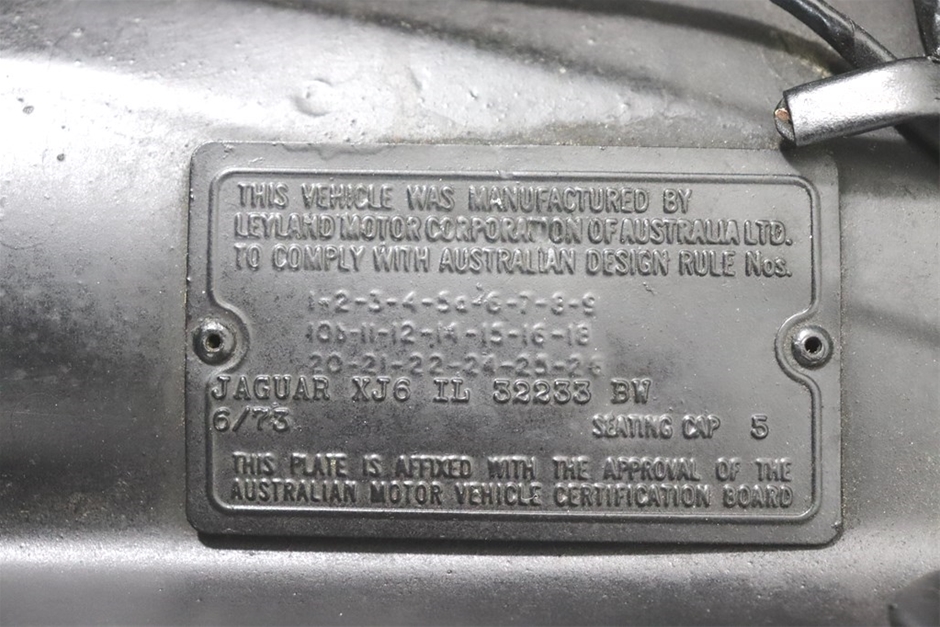 THIS VEHICLE WAS MANUFACTURED BY
LEYLAND MOTOR CORPORATION OF AUSTRALIA LTD.
TO COMPLY WITH AUSTRALIAN DESIGN RULE Nos.
1-2-3-4-5a-6-7-8-9
10b-11-12-14-15-16-18
20-21-22-24-25-26
JAGUAR XJ6 IL 32233 BW
6/73 SEATING CAP 5
THIS PLATE IS AFFIXED WITH THE APPROVAL OF THE
AUSTRALIAN MOTOR VEHICLE CERTIFICATION BOARD